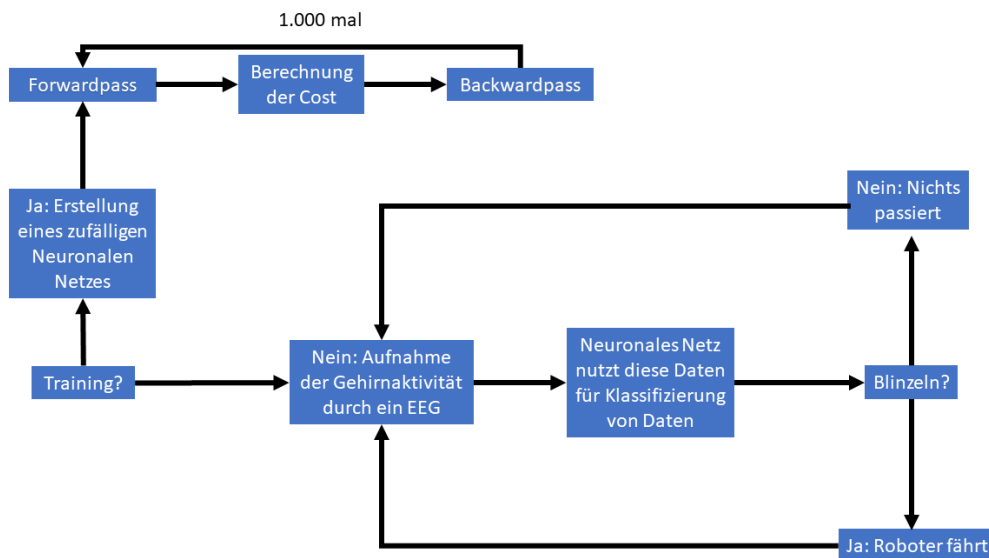 1.000 mal
Forwardpass
Berechnung
der Cost
Backwardpass
Ja: Erstellung
eines zufälligen
Neuronalen
Netzes
Nein: Nichts
passiert
Training?
Nein: Aufnahme
der Gehirnaktivität
durch ein EEG
Neuronales Netz
nutzt diese Daten
für Klassifizierung
von Daten
Blinzeln?
Ja: Roboter fährt